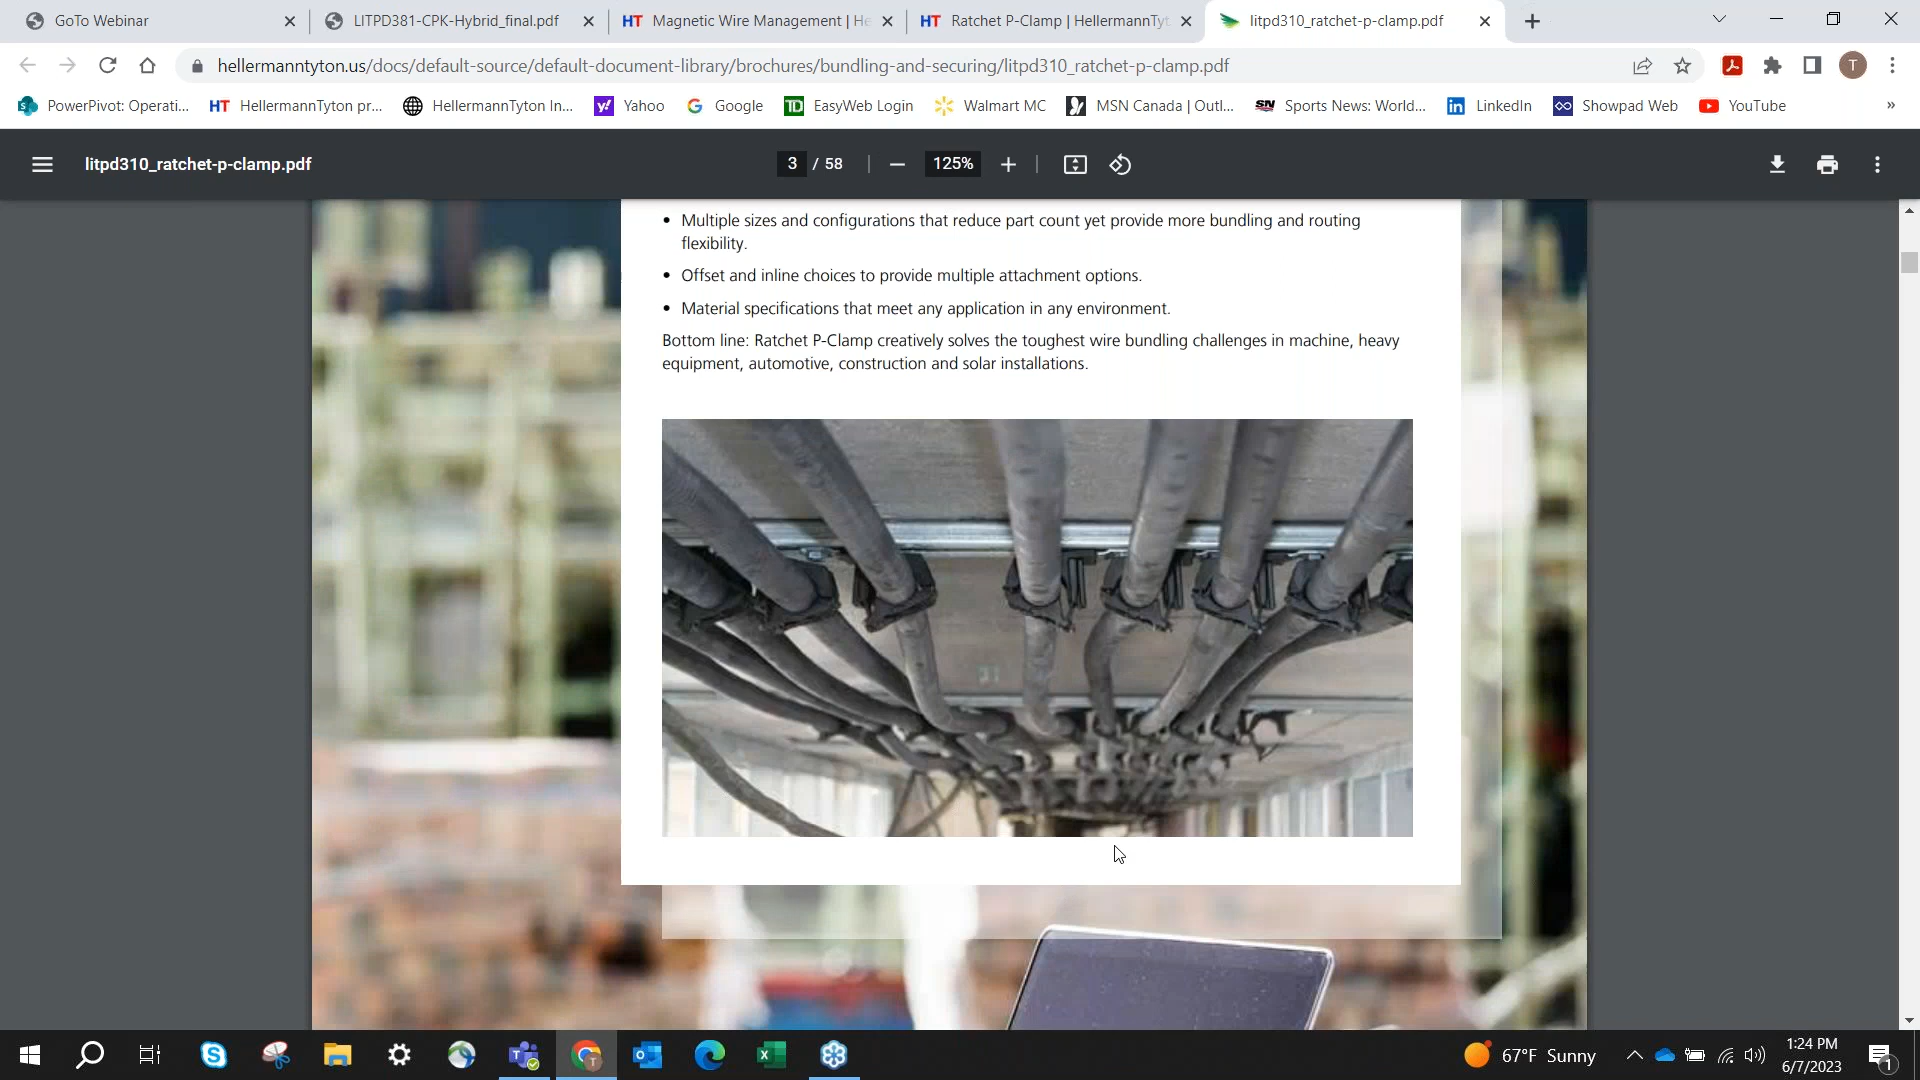 GoTo Webinar
LITPD381-CPK-Hybrid_final.pdf
HT Magnetic Wire Management | He
HT Ratchet P-Clamp | HellermannTyt
litpd310_ratchet-p-clamp.pdf
hellermanntyton.us/docs/default-source/default-document-library/brochures/bundling-and-securing/litpd310_ratchet-p-clamp.pdf
T
PowerPivot: Operati...
HT HellermannTyton pr...
HellermannTyton In...
Yahoo
Google
EasyWeb Login
Walmart MC
MSN Canada | Outl...
Sports News: World...
LinkedIn
Showpad Web
YouTube
»
litpd310_ratchet-p-clamp.pdf
3 / 58
125%
• Multiple sizes and configurations that reduce part count yet provide more bundling and routing
flexibility.
• Offset and inline choices to provide multiple attachment options.
• Material specifications that meet any application in any environment.
Bottom line: Ratchet P-Clamp creatively solves the toughest wire bundling challenges in machine, heavy
equipment, automotive, construction and solar installations.
67°F Sunny
1:24 PM
6/7/2023
1